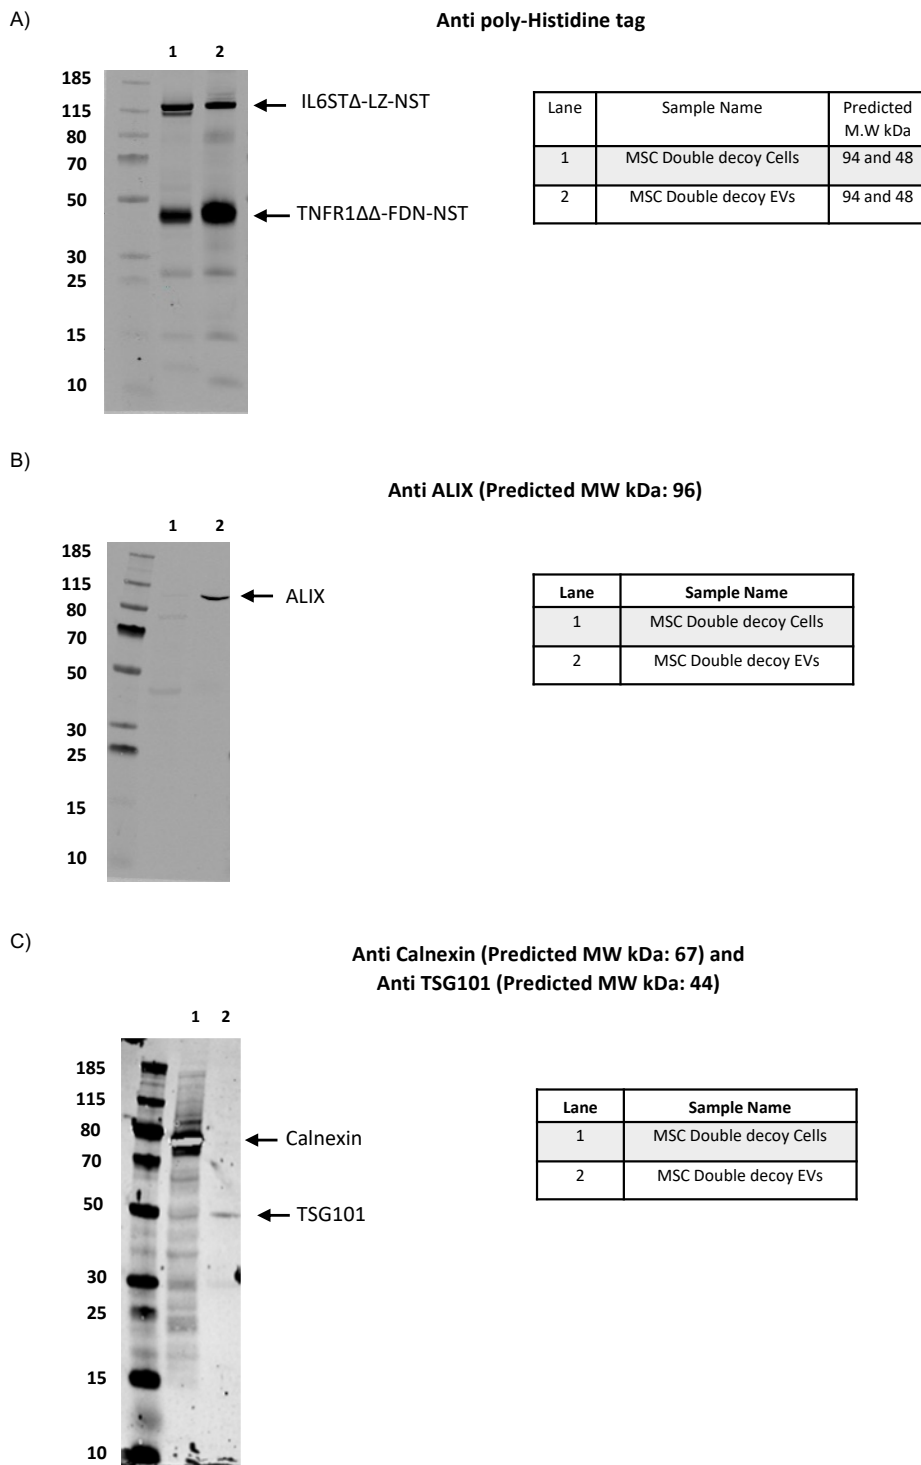 A)
Anti poly-Histidine tag
1 2
185
115
80
70
50
30
25
15
10
IL6STΔ-LZ-NST
TNFR1ΔΔ-FDN-NST
Lane Sample Name Predicted M.W kDa
1 MSC Double decoy Cells 94 and 48
2 MSC Double decoy EVs 94 and 48
B)
Anti ALIX (Predicted MW kDa: 96)
1 2
185
115
80
70
50
30
25
15
10
ALIX
Lane Sample Name
1 MSC Double decoy Cells
2 MSC Double decoy EVs
C)
Anti Calnexin (Predicted MW kDa: 67) and
Anti TSG101 (Predicted MW kDa: 44)
1 2
185
115
80
70
50
30
25
15
10
Calnexin
TSG101
Lane Sample Name
1 MSC Double decoy Cells
2 MSC Double decoy EVs